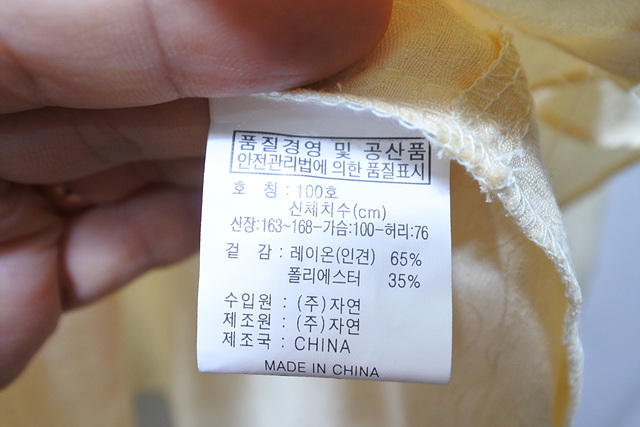 품질경영 및 공산품
안전관리법에 의한 품질표시
호 칭 : 100호
신체치수(cm)
신장:163~168-가슴:100-허리:76
겉 감 : 레이온(인견) 65%
폴리에스터 35%
수입원 : (주)자연
제조원 : (주)자연
제조국 : CHINA
MADE IN CHINA